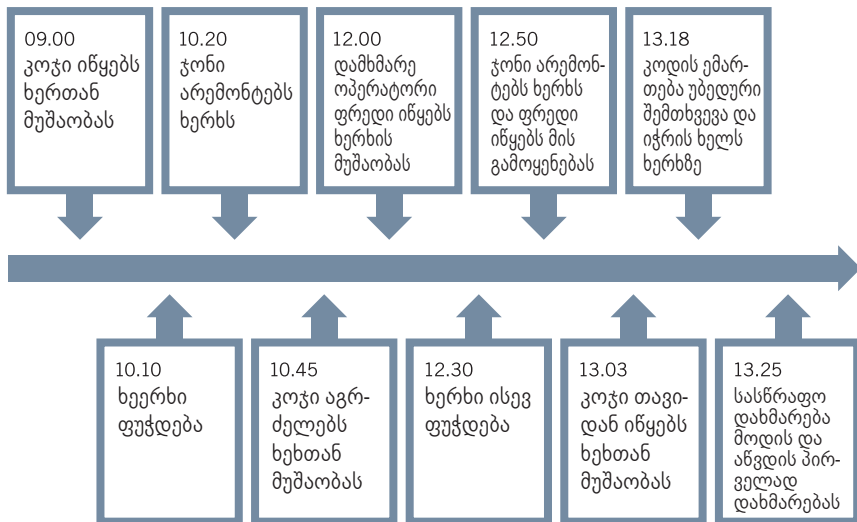 09.00
კოჯი იწყებს
ხერთან
მუშაობას
10.20
ჯონი
არემონტებს
ხერხს
12.00
დამხმარე
ოპერატორი
ფრედი იწყებს
ხერხის
მუშაობას
12.50
ჯონი არემონ-
ტებს ხერხს
და ფრედი
იწყებს მის
გამოყენებას
13.18
კოდის ემარ-
თება უბედური
შემთხვევა და
იჭრის ხელს
ხერხზე
10.10
ხეერხი
ფუჭდება
10.45
კოჯი აგრ-
ძელებს
ხეხთან
მუშაობას
12.30
ხერხი ისევ
ფუჭდება
13.03
კოჯი თავი-
დან იწყებს
ხეხთან
მუშაობას
13.25
სასწრაფო
დახმარება
მოდის და
აწვდის პირ-
ველად
დახმარებას